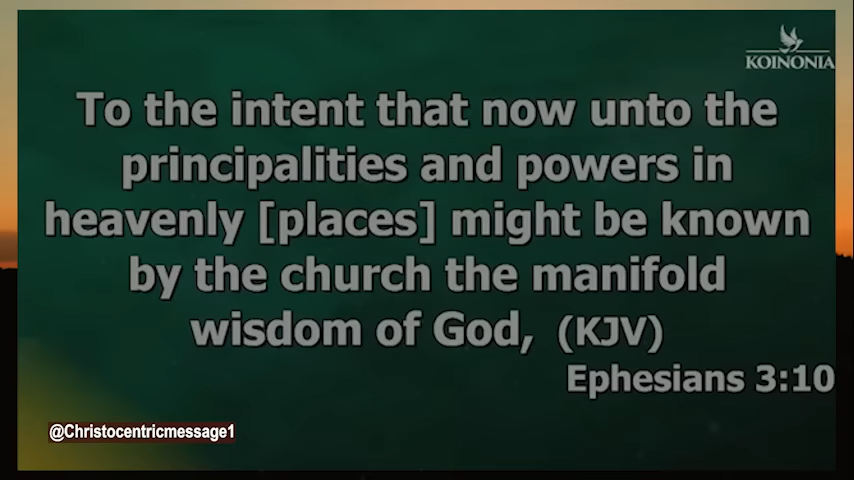 KOINONIA
To the intent that now unto the
principalities and powers in
heavenly [places] might be known
by the church the manifold
wisdom of God, (KJV)
Ephesians 3:10
@Christocentricmessage1